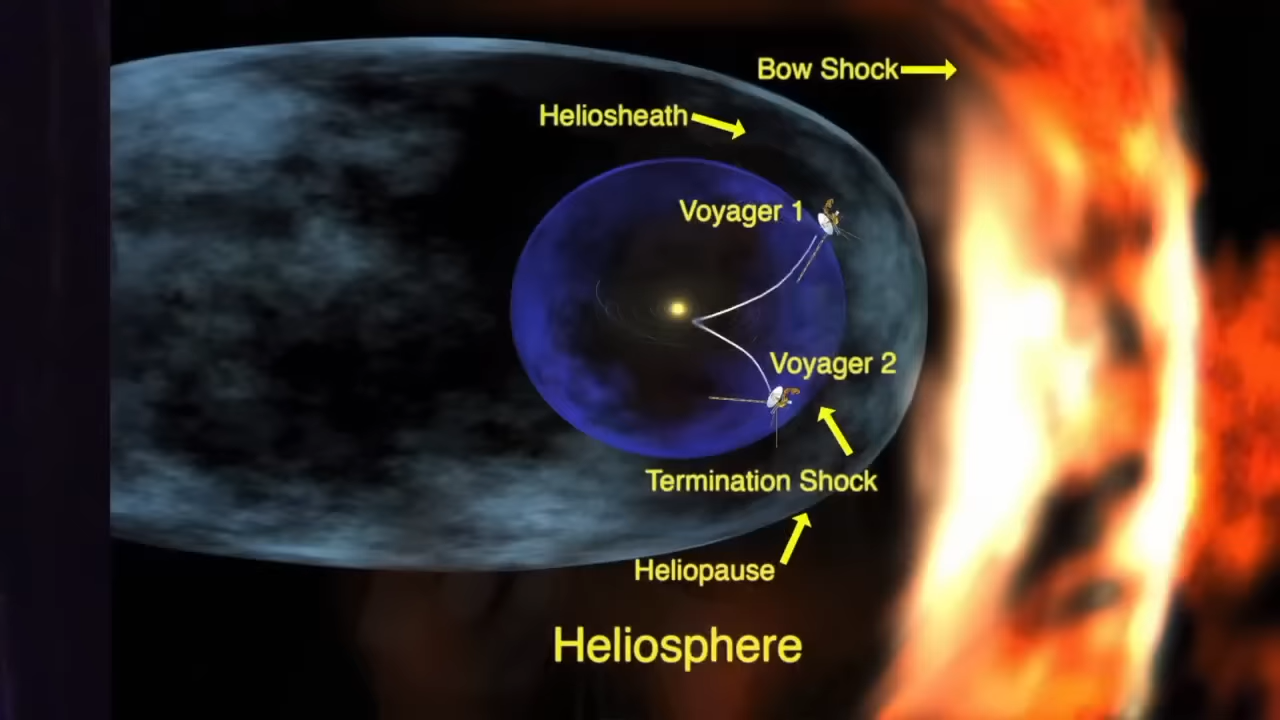 Bow Shock
Heliosheath
Voyager 1
Voyager 2
Termination Shock
Heliopause
Heliosphere